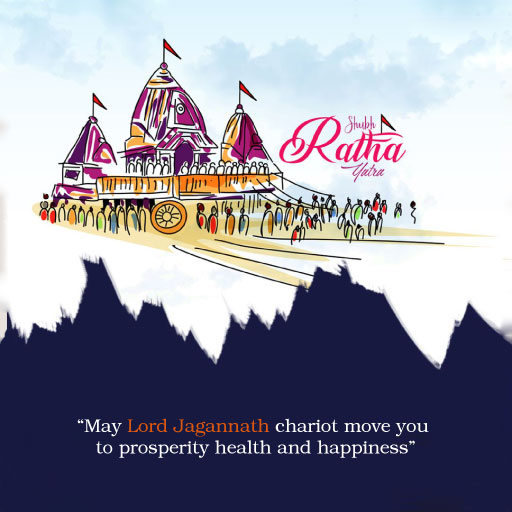 Shubh
Ratha
Yatra
“May Lord Jagannath chariot move you
to prosperity health and happiness”